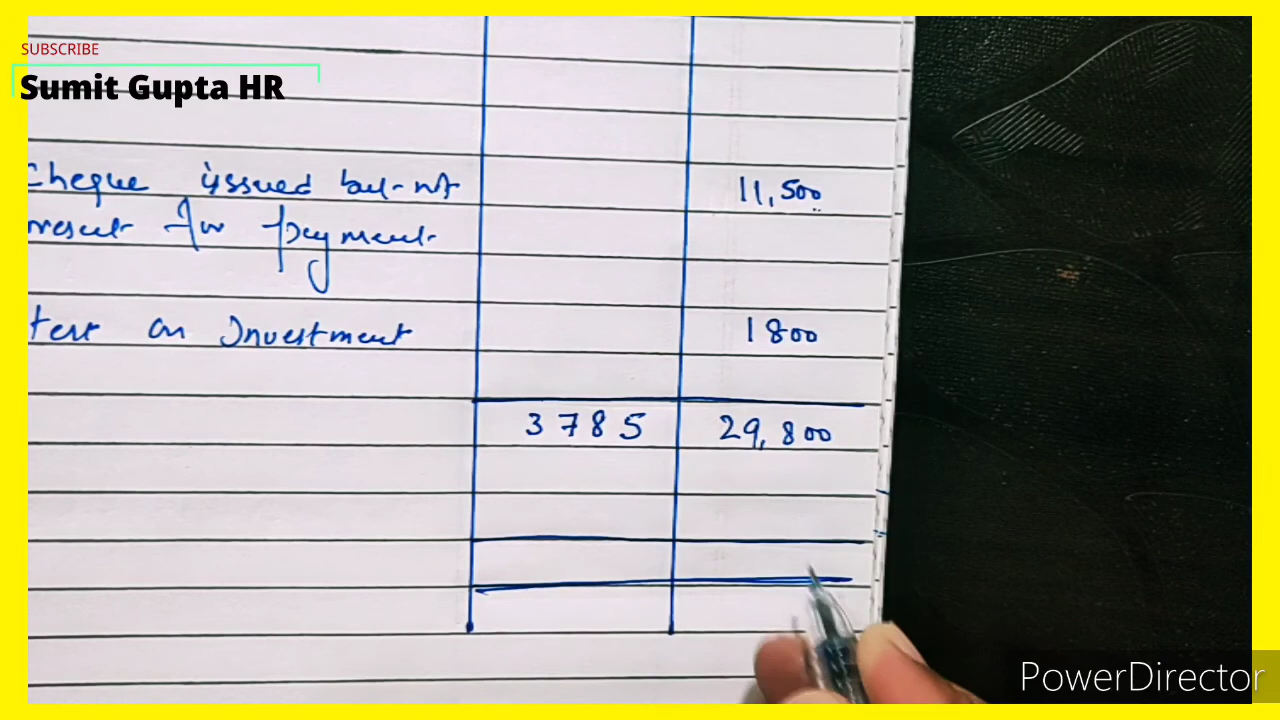 SUBSCRIBE
Sumit Gupta HR
Cheque issued but not 11,500
resent for payment
Investment 1800
on
3785 29,800
PowerDirector